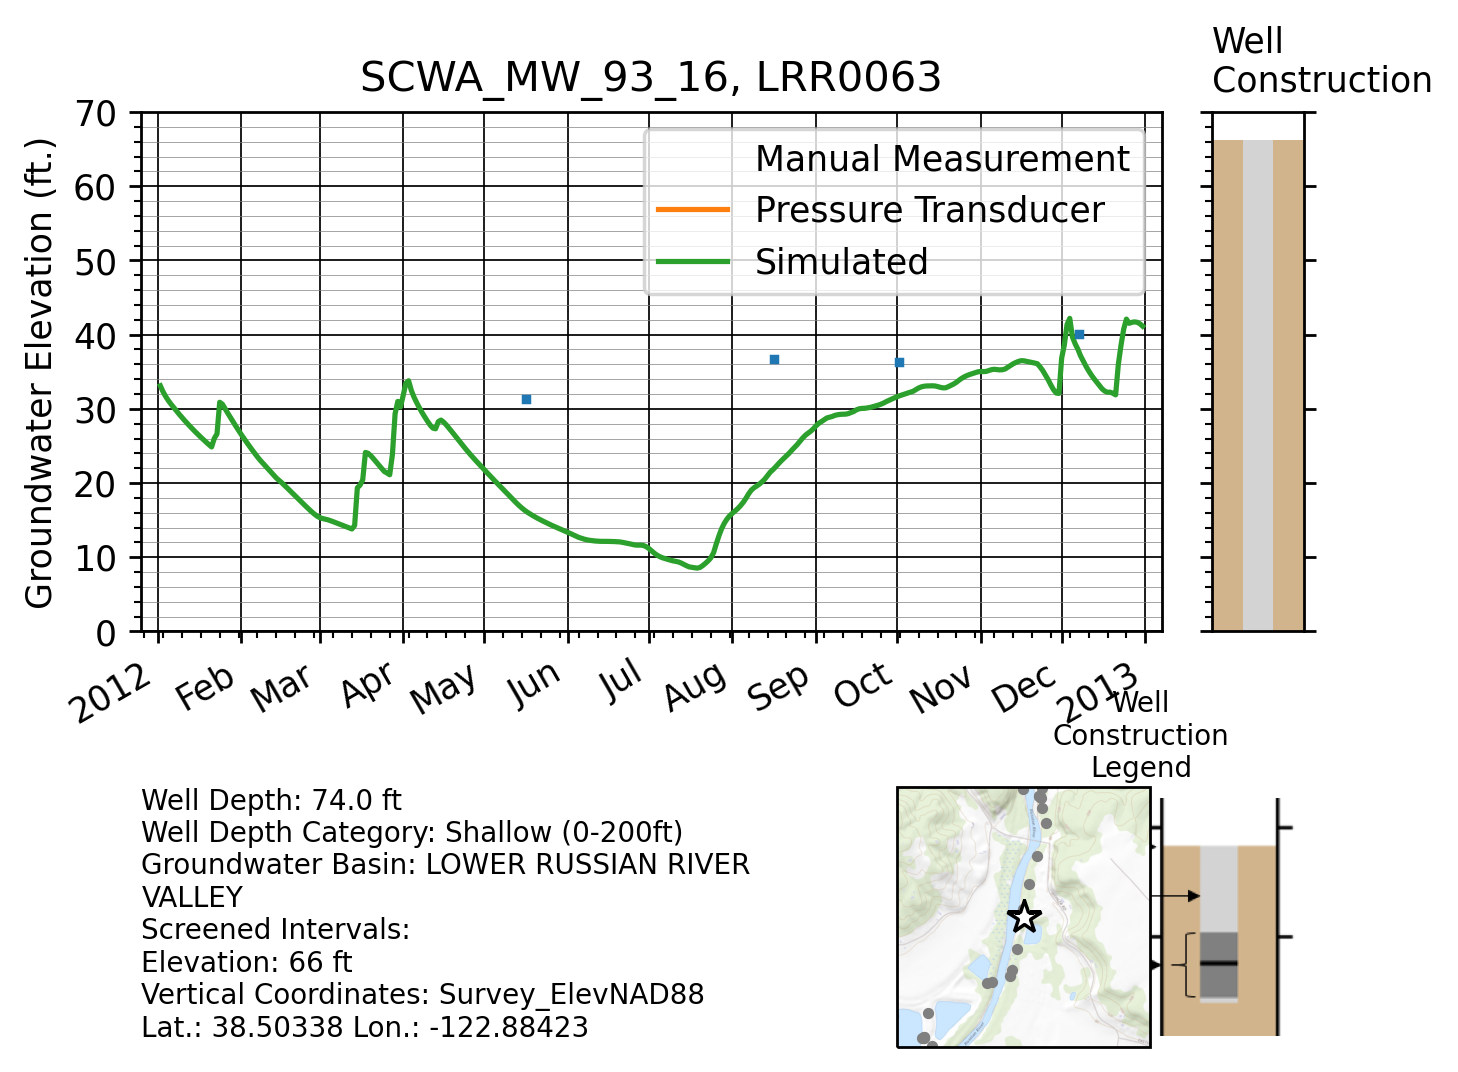 Well
Construction
SCWA_MW_93_16, LRR0063
Groundwater Elevation (ft.)
70
60
50
40
30
20
10
0
Manual Measurement
Pressure Transducer
Simulated
2012
Feb
Mar
Apr
May
Jun
Jul
Aug
Sep
Oct
Nov
Dec
2013
Well
Construction
Legend
Well Depth: 74.0 ft
Well Depth Category: Shallow (0-200ft)
Groundwater Basin: LOWER RUSSIAN RIVER
VALLEY
Screened Intervals:
Elevation: 66 ft
Vertical Coordinates: Survey_ElevNAD88
Lat.: 38.50338 Lon.: -122.88423